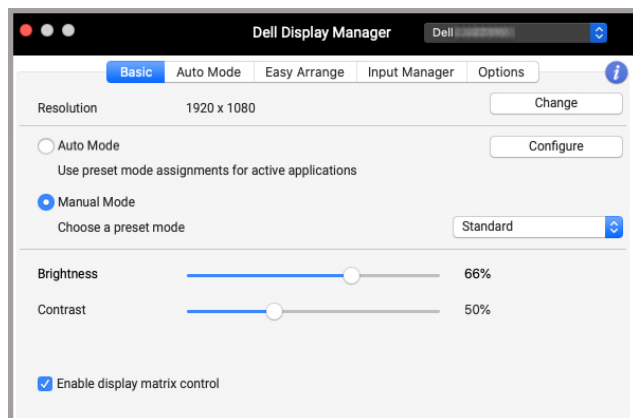 Dell Display Manager Dell
Basic Auto Mode Easy Arrange Input Manager Options i
Resolution 1920 x 1080 Change
Auto Mode Configure
Use preset mode assignments for active applications
Manual Mode
Choose a preset mode Standard
Brightness 66%
Contrast 50%
Enable display matrix control